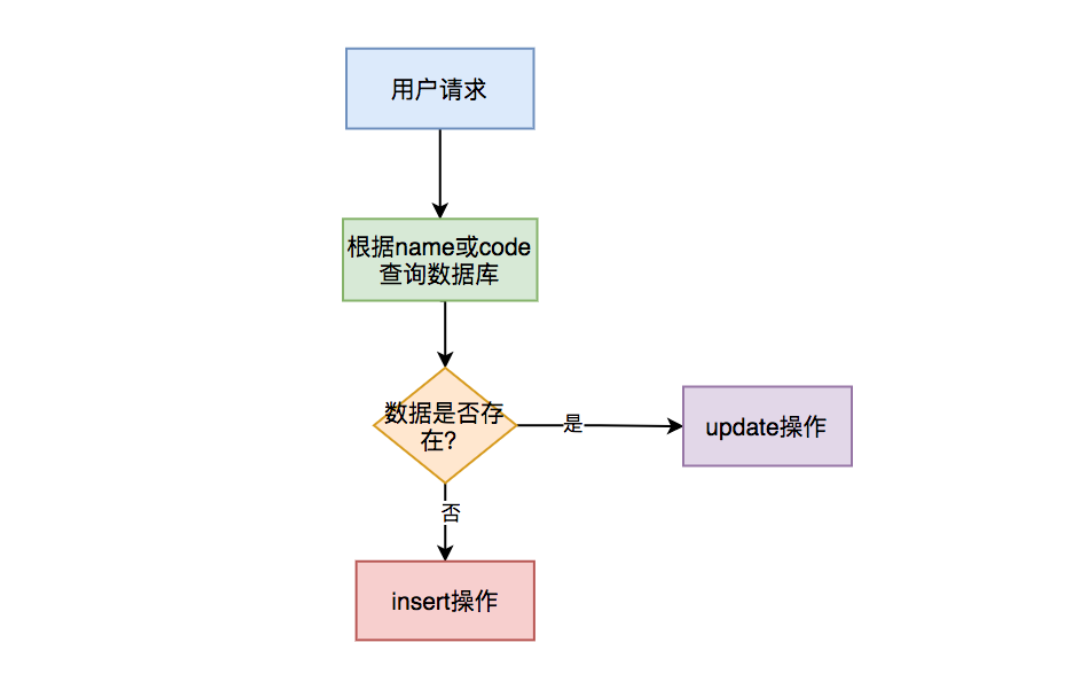 用户请求
根据name或code
查询数据库
数据是否存
在?
是
update操作
否
insert操作